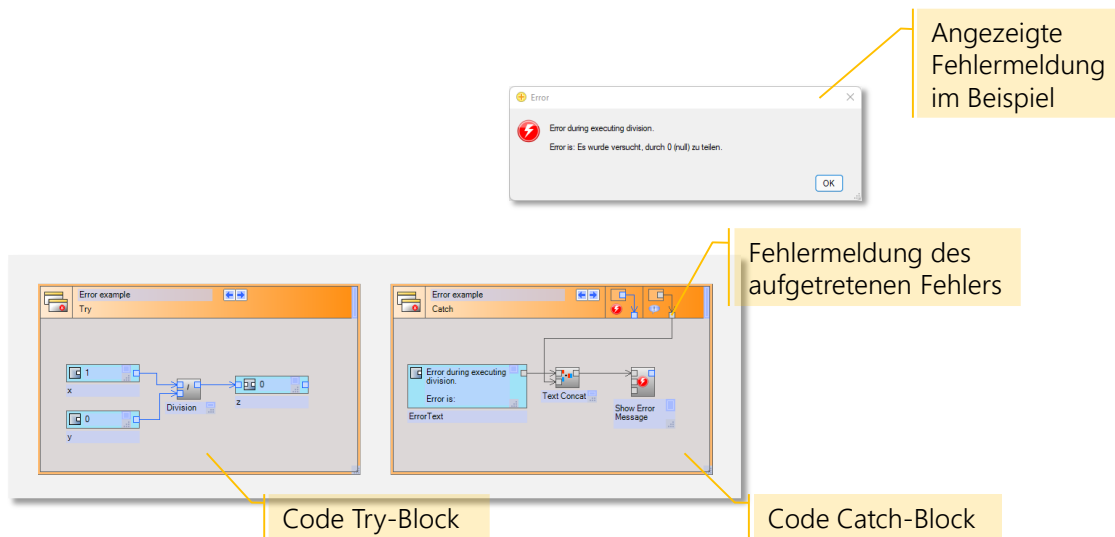 Angezeigte
Fehlermeldung
im Beispiel
Error
Error during executing division.
Error is: Es wurde versucht, durch 0 (null) zu teilen.
OK
Fehlermeldung des
aufgetretenen Fehlers
Error example
Try
1
x
0
y
/
Division
0
z
Error example
Catch
Error during executing
division.
Error is:
ErrorText
Text Concat
Show Error
Message
Code Try-Block
Code Catch-Block